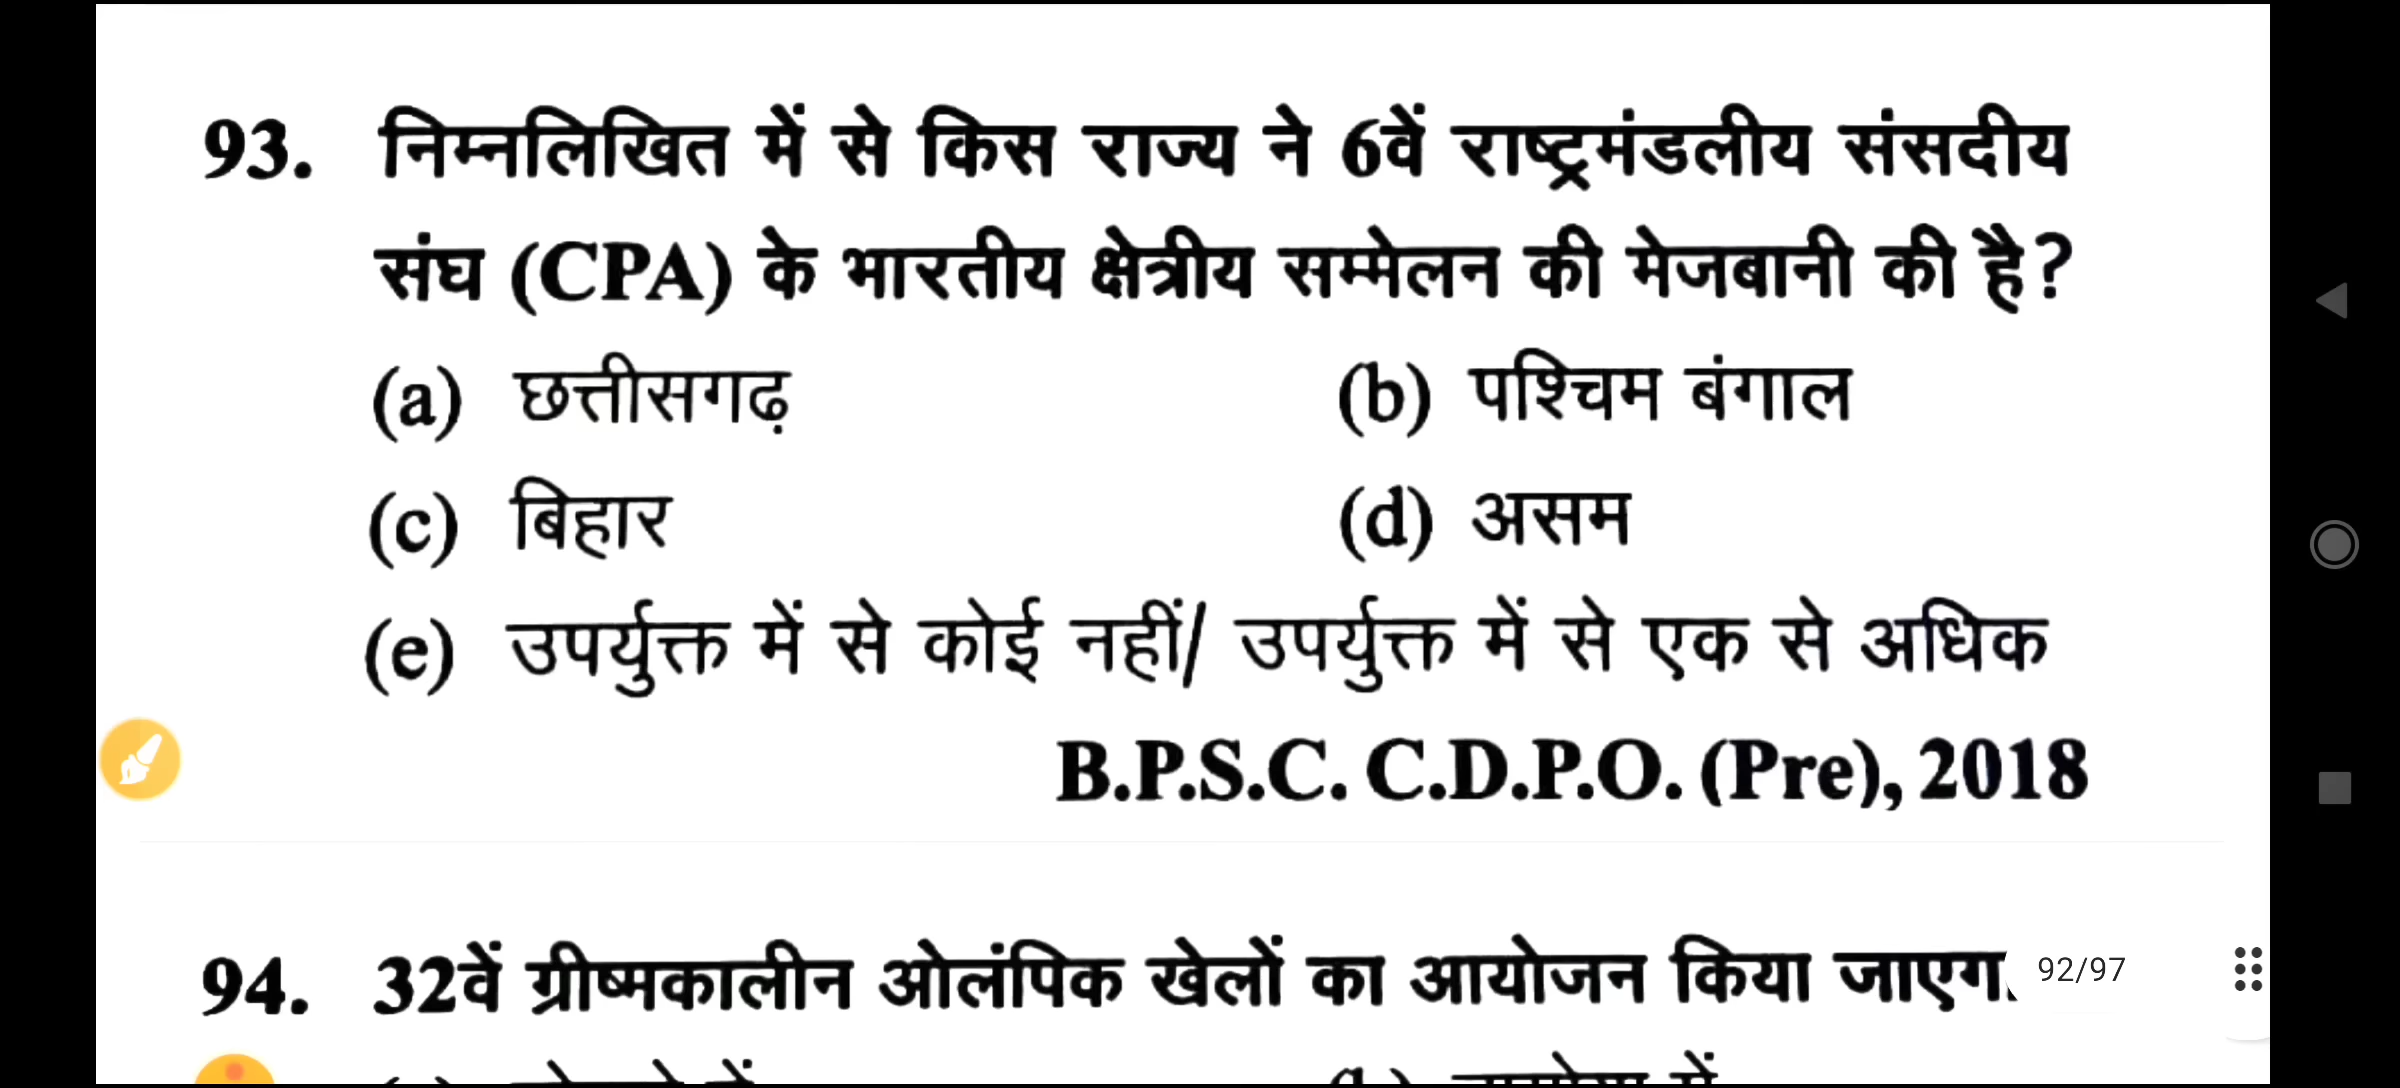 93. निम्नलिखित में से किस राज्य ने 6वें राष्ट्रमंडलीय संसदीय
संघ (CPA) के भारतीय क्षेत्रीय सम्मेलन की मेजबानी की है?
(a) छत्तीसगढ़ (b) पश्चिम बंगाल
(c) बिहार (d) असम
(e) उपर्युक्त में से कोई नहीं/ उपर्युक्त में से एक से अधिक
B.P.S.C. C.D.P.O. (Pre), 2018
94. 32वें ग्रीष्मकालीन ओलंपिक खेलों का आयोजन किया
92/97